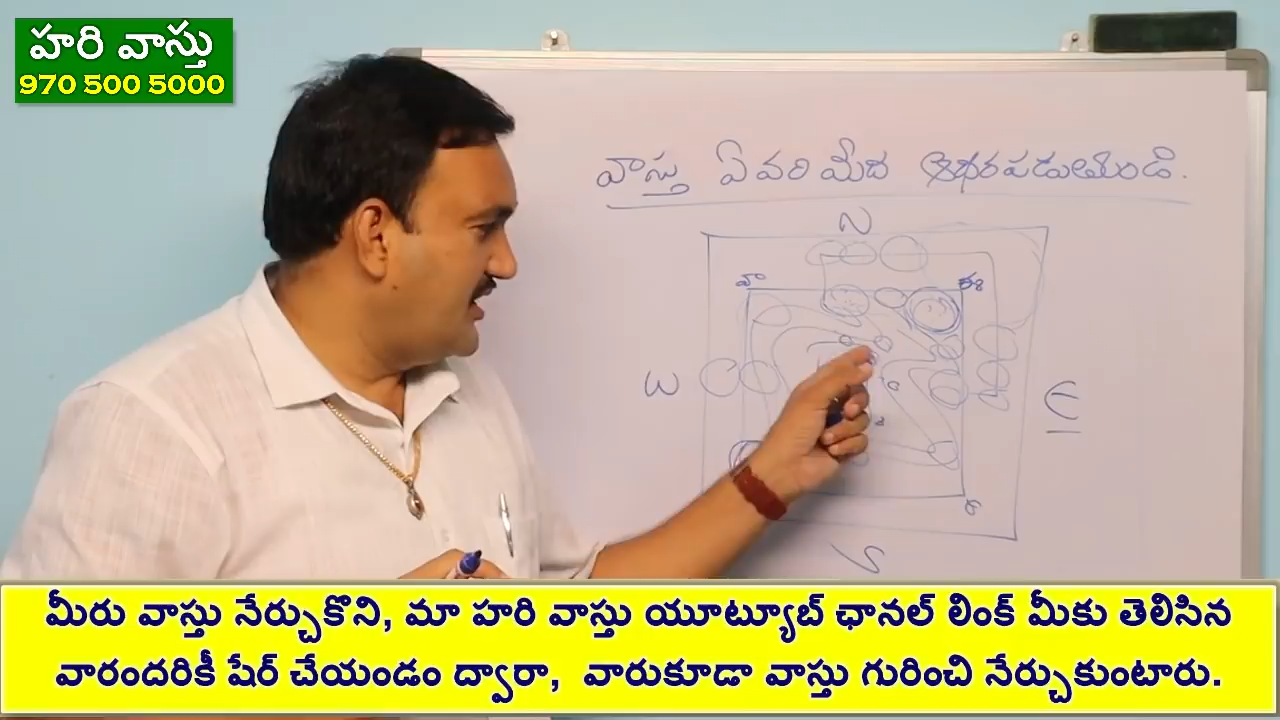 హరి వాస్తు
970 500 5000
వాస్తు ఏవరి మీద ఆధారపడుతుంది.
N
వా
ఈ
W
E
S
మీరు వాస్తు నేర్చుకొని, మా హరి వాస్తు యూట్యూబ్ ఛానల్ లింక్ మీకు తెలిసిన
వారందరికీ షేర్ చేయండం ద్వారా, వారుకూడా వాస్తు గురించి నేర్చుకుంటారు.